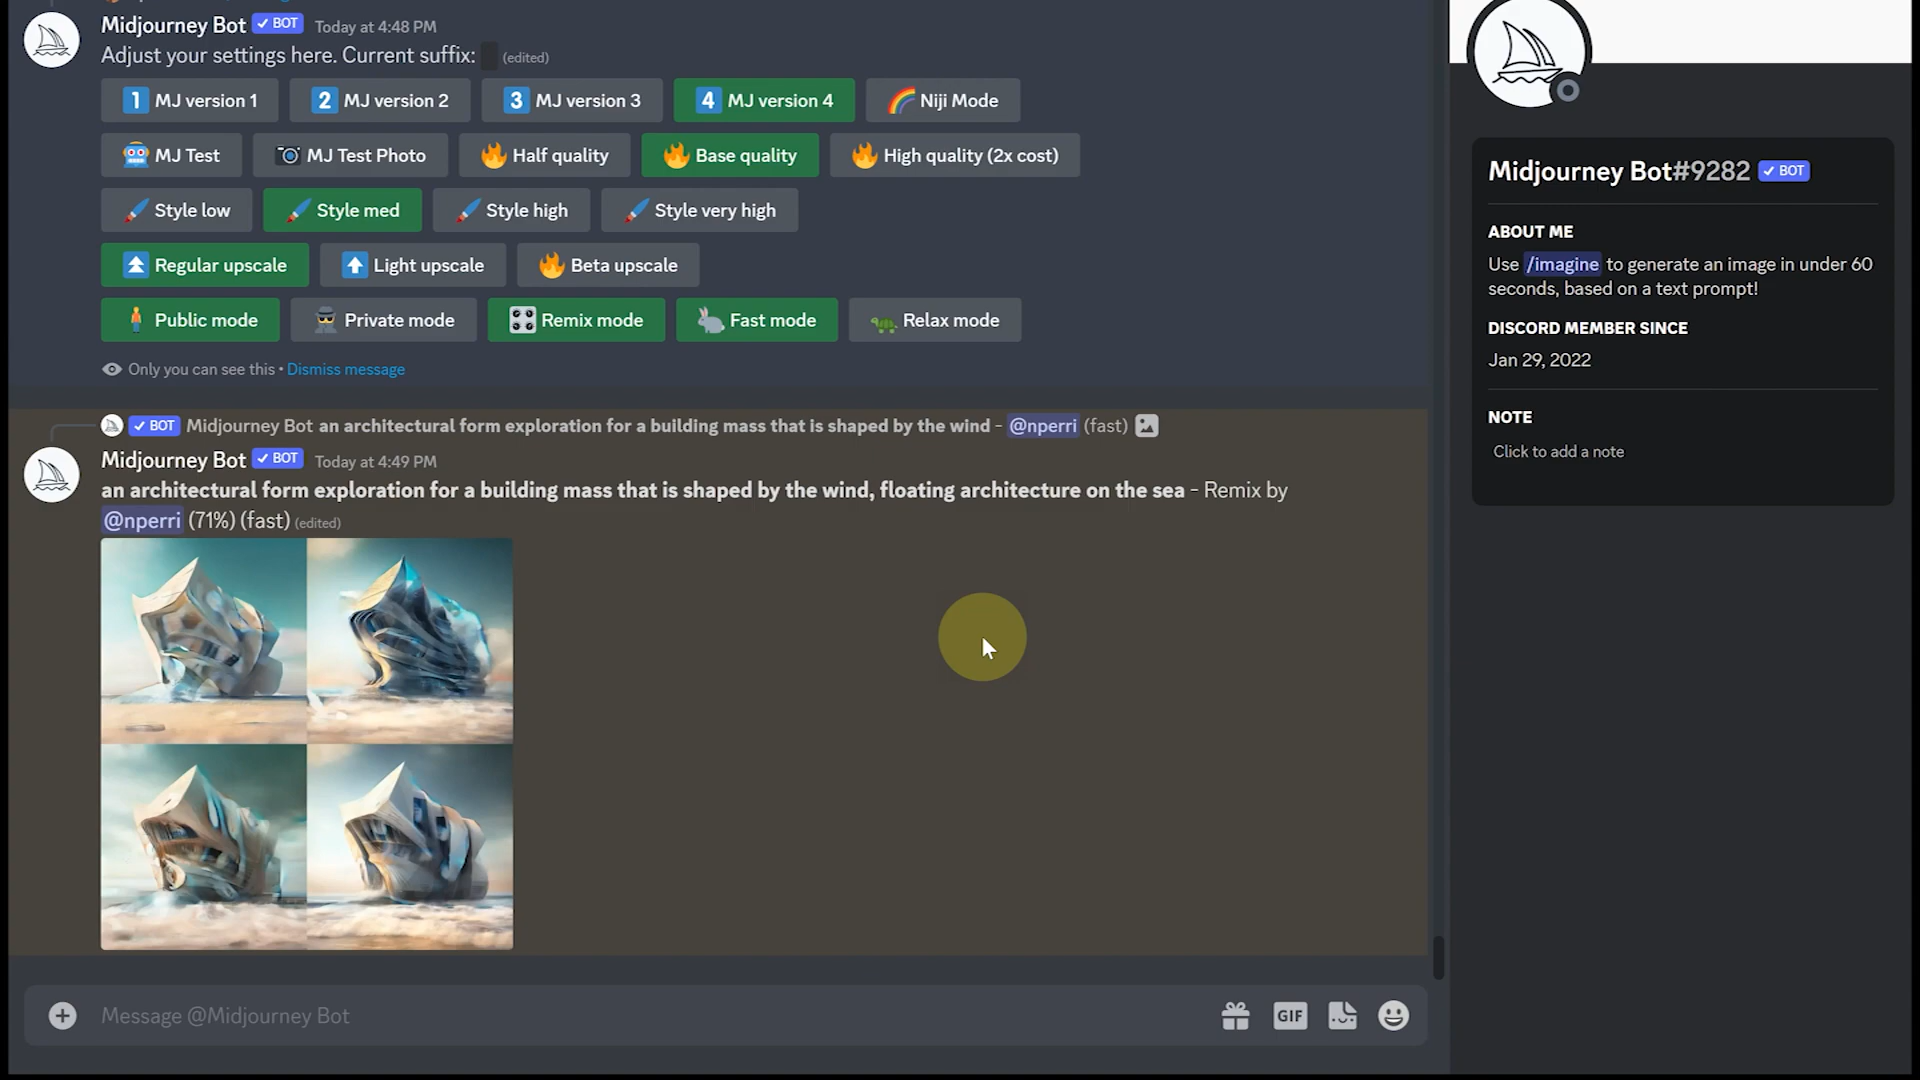 Midjourney Bot ✓ BOT Today at 4:48 PM
Adjust your settings here. Current suffix: (edited)
1 MJ version 1 2 MJ version 2 3 MJ version 3 4 MJ version 4 Niji Mode
MJ Test MJ Test Photo Half quality Base quality High quality (2x cost)
Style low Style med Style high Style very high
Regular upscale Light upscale Beta upscale
Public mode Private mode Remix mode Fast mode Relax mode
Only you can see this • Dismiss message
✓ BOT Midjourney Bot an architectural form exploration for a building mass that is shaped by the wind - @nperri (fast)
Midjourney Bot ✓ BOT Today at 4:49 PM
an architectural form exploration for a building mass that is shaped by the wind, floating architecture on the sea - Remix by
@nperri (71%) (fast) (edited)
Message @Midjourney Bot
GIF
Midjourney Bot#9282 ✓ BOT
ABOUT ME
Use /imagine to generate an image in under 60
seconds, based on a text prompt!
DISCORD MEMBER SINCE
Jan 29, 2022
NOTE
Click to add a note